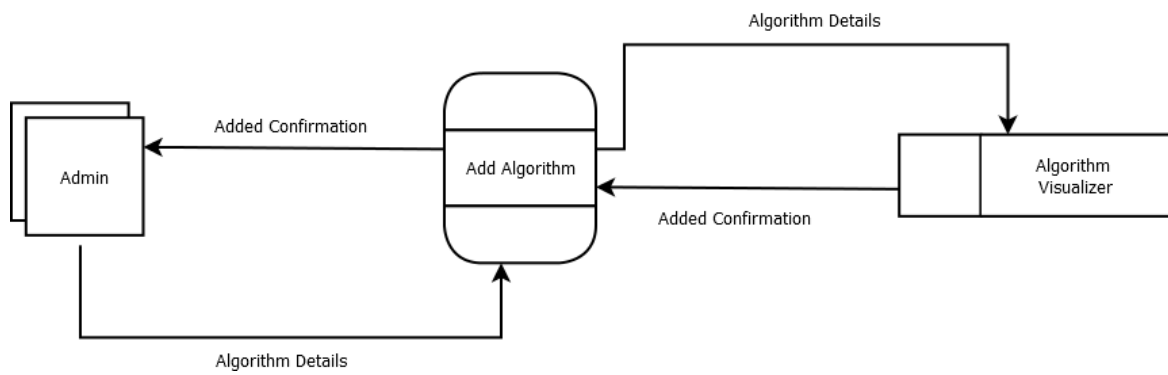 Algorithm Details
Added Confirmation
Admin
Add Algorithm
Algorithm
Visualizer
Added Confirmation
Algorithm Details